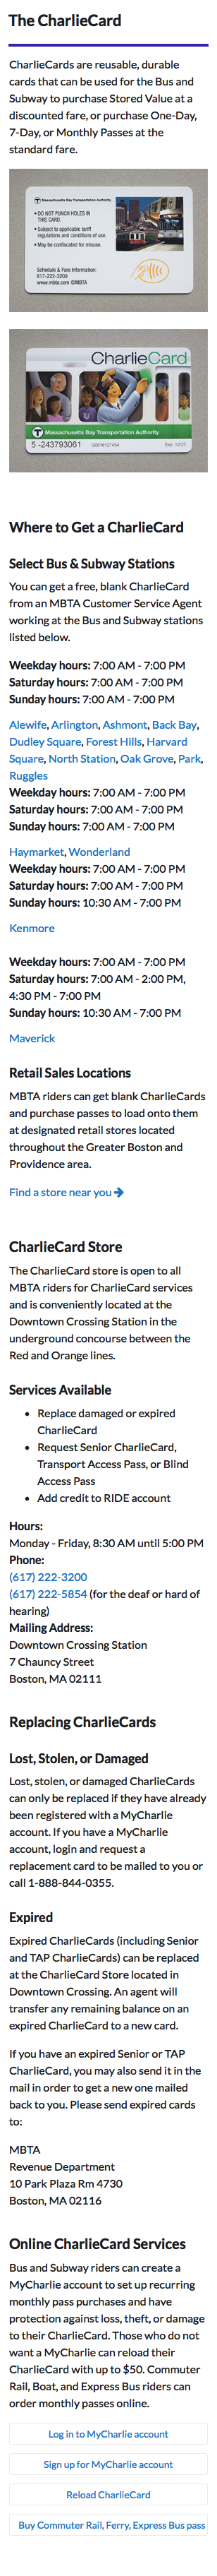 The CharlieCard
CharlieCards are reusable, durable
cards that can be used for the Bus and
Subway to purchase Stored Value at a
discounted fare, or purchase One-Day,
7-Day, or Monthly Passes at the
standard fare.
Massachusetts Bay Transportation Authority
• DO NOT PUNCH HOLES IN
THIS CARD.
• Subject to applicable tariff
regulations and conditions of use.
• May be confiscated for misuse.
Schedule & Fare Information:
617-222-3200
www.mbta.com ©MBTA
CharlieCard
Massachusetts Bay Transportation Authority
5 -243793061
Where to Get a CharlieCard
Select Bus & Subway Stations
You can get a free, blank CharlieCard
from an MBTA Customer Service Agent
working at the Bus and Subway stations
listed below.
Weekday hours: 7:00 AM - 7:00 PM
Saturday hours: 7:00 AM - 7:00 PM
Sunday hours: 7:00 AM - 7:00 PM
Alewife, Arlington, Ashmont, Back Bay,
Dudley Square, Forest Hills, Harvard
Square, North Station, Oak Grove, Park,
Ruggles
Weekday hours: 7:00 AM - 7:00 PM
Saturday hours: 7:00 AM - 7:00 PM
Sunday hours: 7:00 AM - 7:00 PM
Haymarket, Wonderland
Weekday hours: 7:00 AM - 7:00 PM
Saturday hours: 7:00 AM - 7:00 PM
Sunday hours: 10:30 AM - 7:00 PM
Kenmore
Weekday hours: 7:00 AM - 7:00 PM
Saturday hours: 7:00 AM - 2:00 PM,
4:30 PM - 7:00 PM
Sunday hours: 10:30 AM - 7:00 PM
Maverick
Retail Sales Locations
MBTA riders can get blank CharlieCards
and purchase passes to load onto them
at designated retail stores located
throughout the Greater Boston and
Providence area.
Find a store near you
CharlieCard Store
The CharlieCard store is open to all
MBTA riders for CharlieCard services
and is conveniently located at the
Downtown Crossing Station in the
underground concourse between the
Red and Orange lines.
Services Available
• Replace damaged or expired
CharlieCard
• Request Senior CharlieCard,
Transport Access Pass, or Blind
Access Pass
• Add credit to RIDE account
Hours:
Monday - Friday, 8:30 AM until 5:00 PM
Phone:
(617) 222-3200
(617) 222-5854 (for the deaf or hard of
hearing)
Mailing Address:
Downtown Crossing Station
7 Chauncy Street
Boston, MA 02111
Replacing CharlieCards
Lost, Stolen, or Damaged
Lost, stolen, or damaged CharlieCards
can only be replaced if they have already
been registered with a MyCharlie
account. If you have a MyCharlie
account, login and request a
replacement card to be mailed to you or
call 1-888-844-0355.
Expired
Expired CharlieCards (including Senior
and TAP CharlieCards) can be replaced
at the CharlieCard Store located in
Downtown Crossing. An agent will
transfer any remaining balance on an
expired CharlieCard to a new card.
If you have an expired Senior or TAP
CharlieCard, you may also send it in the
mail in order to get a new one mailed
back to you. Please send expired cards
to:
MBTA
Revenue Department
10 Park Plaza Rm 4730
Boston, MA 02116
Online CharlieCard Services
Bus and Subway riders can create a
MyCharlie account to set up recurring
monthly pass purchases and have
protection against loss, theft, or damage
to their CharlieCard. Those who do not
want a MyCharlie can reload their
CharlieCard with up to $50. Commuter
Rail, Boat, and Express Bus riders can
order monthly passes online.
Log in to MyCharlie account
Sign up for MyCharlie account
Reload CharlieCard
Buy Commuter Rail, Ferry, Express Bus pass